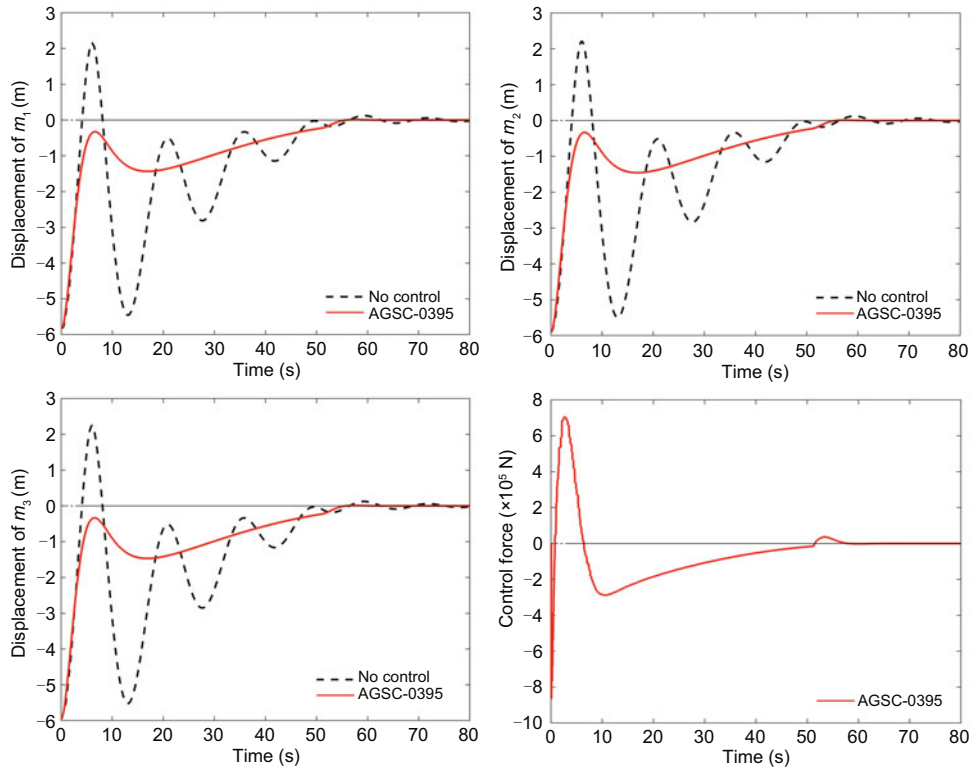 3
2
1
0
−1
−2
−3
−4
−5
−6
Displacement of m1 (m)
No control
AGSC-0395
0 10 20 30 40 50 60 70 80
Time (s)
3
2
1
0
−1
−2
−3
−4
−5
−6
Displacement of m2 (m)
No control
AGSC-0395
0 10 20 30 40 50 60 70 80
Time (s)
3
2
1
0
−1
−2
−3
−4
−5
−6
Displacement of m3 (m)
No control
AGSC-0395
0 10 20 30 40 50 60 70 80
Time (s)
8
6
4
2
0
−2
−4
−6
−8
−10
Control force (×10⁵ N)
AGSC-0395
0 10 20 30 40 50 60 70 80
Time (s)